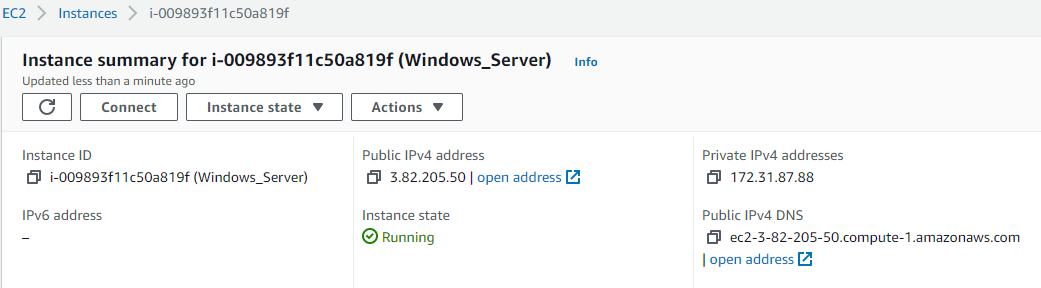 EC2 > Instances > i-009893f11c50a819f
Instance summary for i-009893f11c50a819f (Windows_Server) Info
Updated less than a minute ago
Connect Instance state Actions
Instance ID
i-009893f11c50a819f (Windows_Server)
Public IPv4 address
3.82.205.50 | open address
Private IPv4 addresses
172.31.87.88
IPv6 address
–
Instance state
Running
Public IPv4 DNS
ec2-3-82-205-50.compute-1.amazonaws.com
| open address